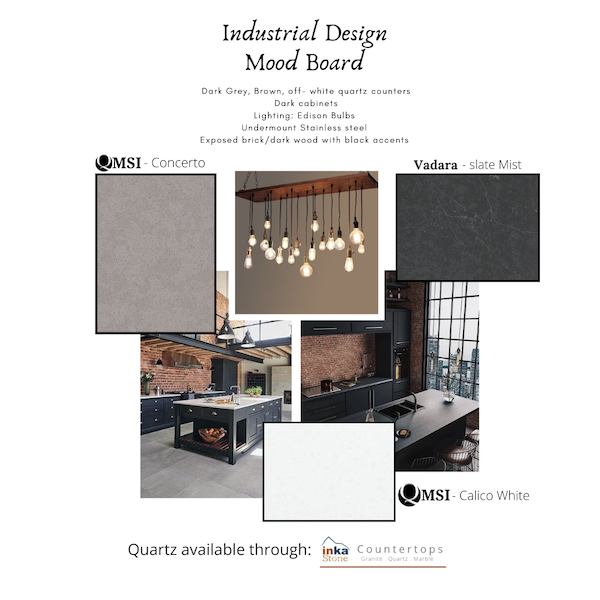 Industrial Design
Mood Board
Dark Grey, Brown, off- white quartz counters
Dark cabinets
Lighting: Edison Bulbs
Undermount Stainless steel
Exposed brick/dark wood with black accents
QMSI - Concerto
Vadara - slate Mist
QMSI - Calico White
Quartz available through:
inka
Stone
Countertops
Granite . Quartz . Marble